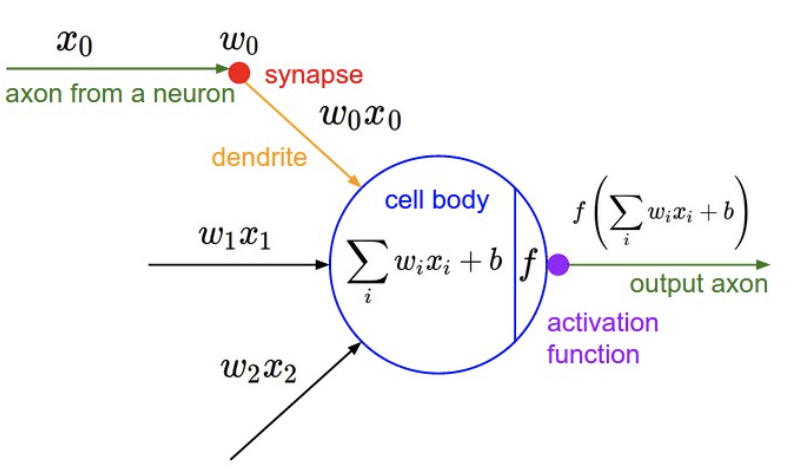 x₀
w₀
synapse
axon from a neuron
w₀x₀
dendrite
cell body
f(∑ᵢ wᵢxᵢ + b)
w₁x₁
∑ᵢ wᵢxᵢ + b
f
output axon
activation
function
w₂x₂